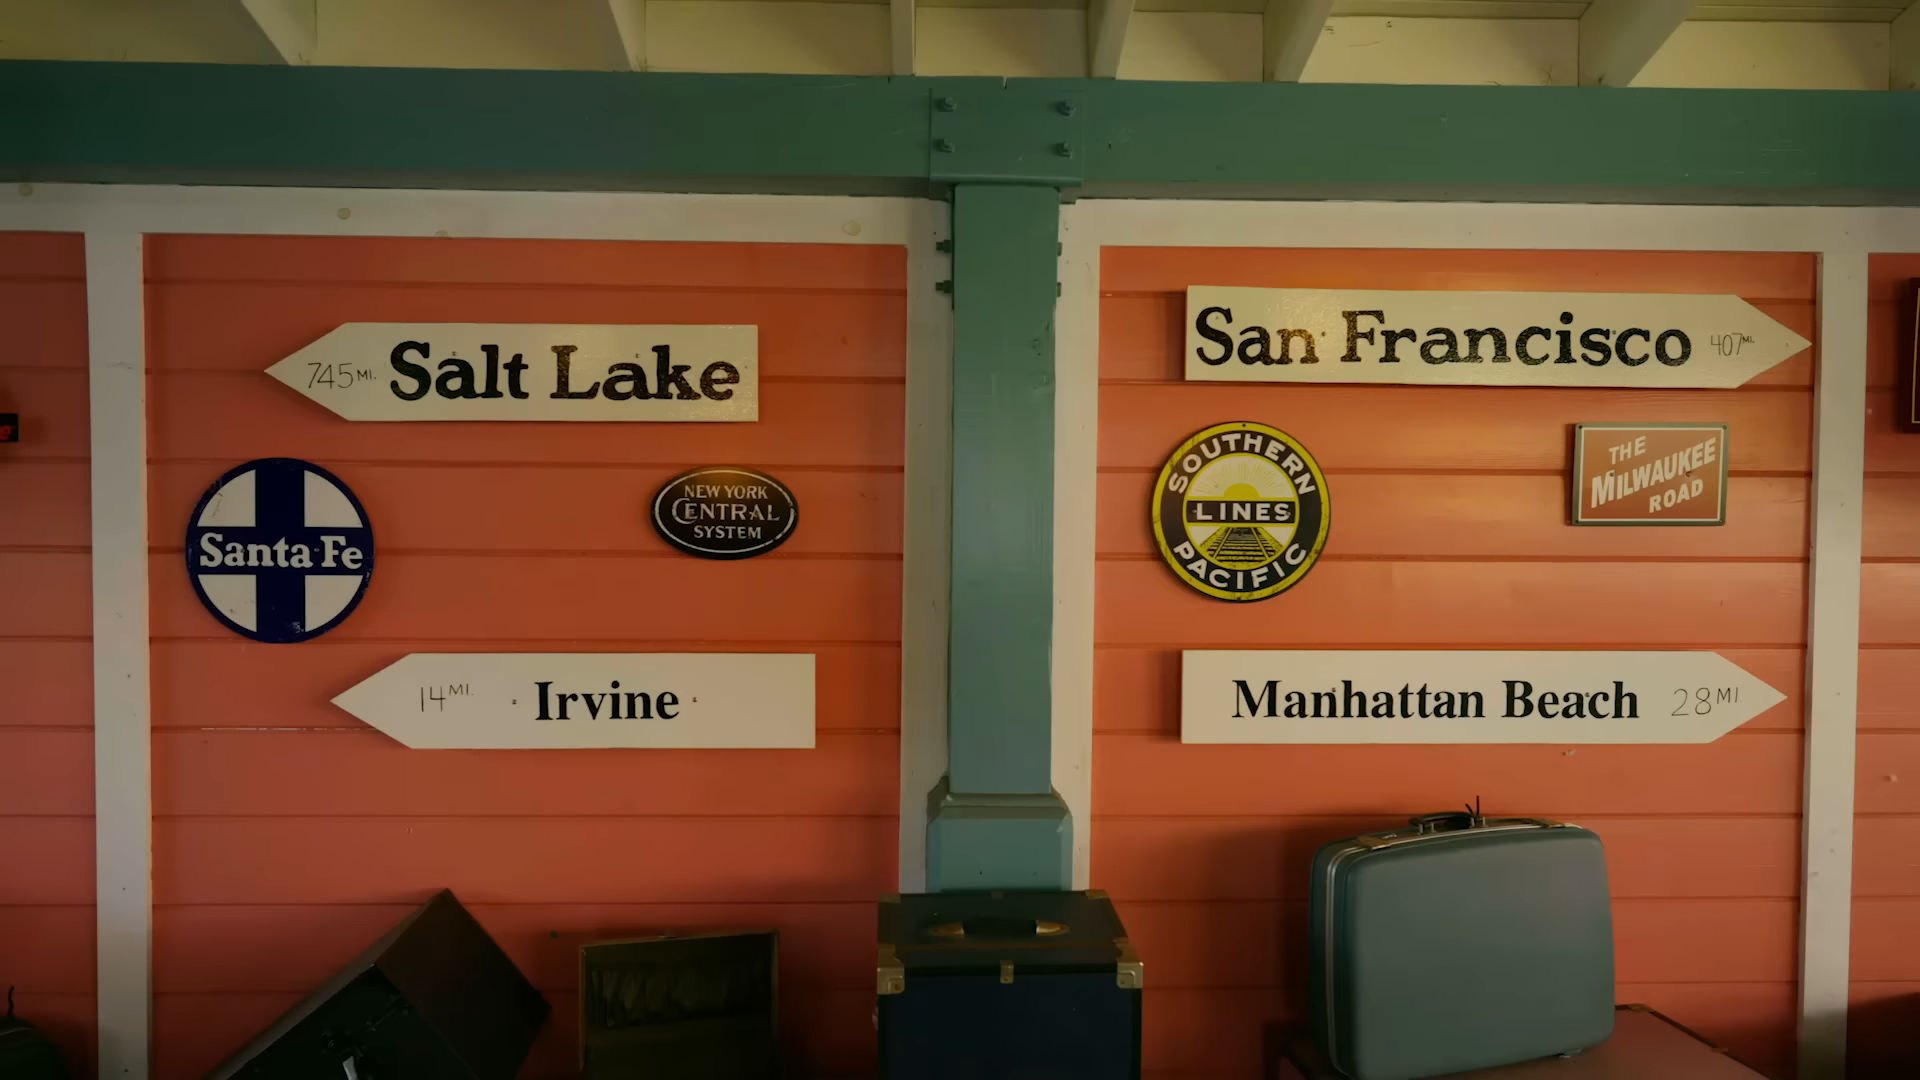 745 MI. Salt Lake
San Francisco 407 MI.
Santa Fe
NEW YORK
CENTRAL
SYSTEM
SOUTHERN
LINES
PACIFIC
THE
MILWAUKEE
ROAD
14 MI. Irvine
Manhattan Beach 28 MI.